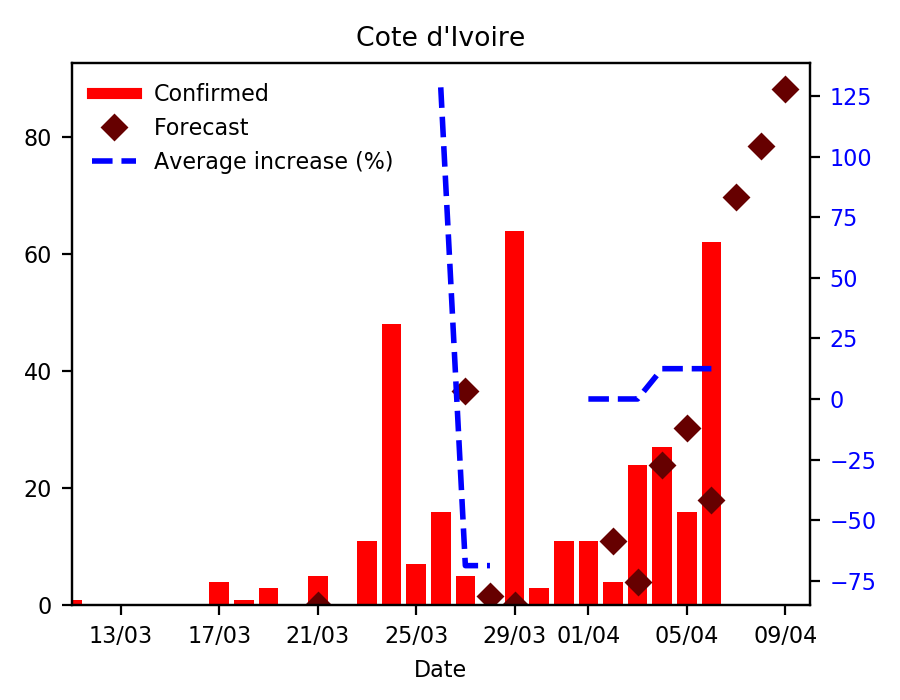 Cote d'Ivoire
Confirmed
Forecast
Average increase (%)
80
60
40
20
0
125
100
75
50
25
0
−25
−50
−75
13/03 17/03 21/03 25/03 29/03 01/04 05/04 09/04
Date